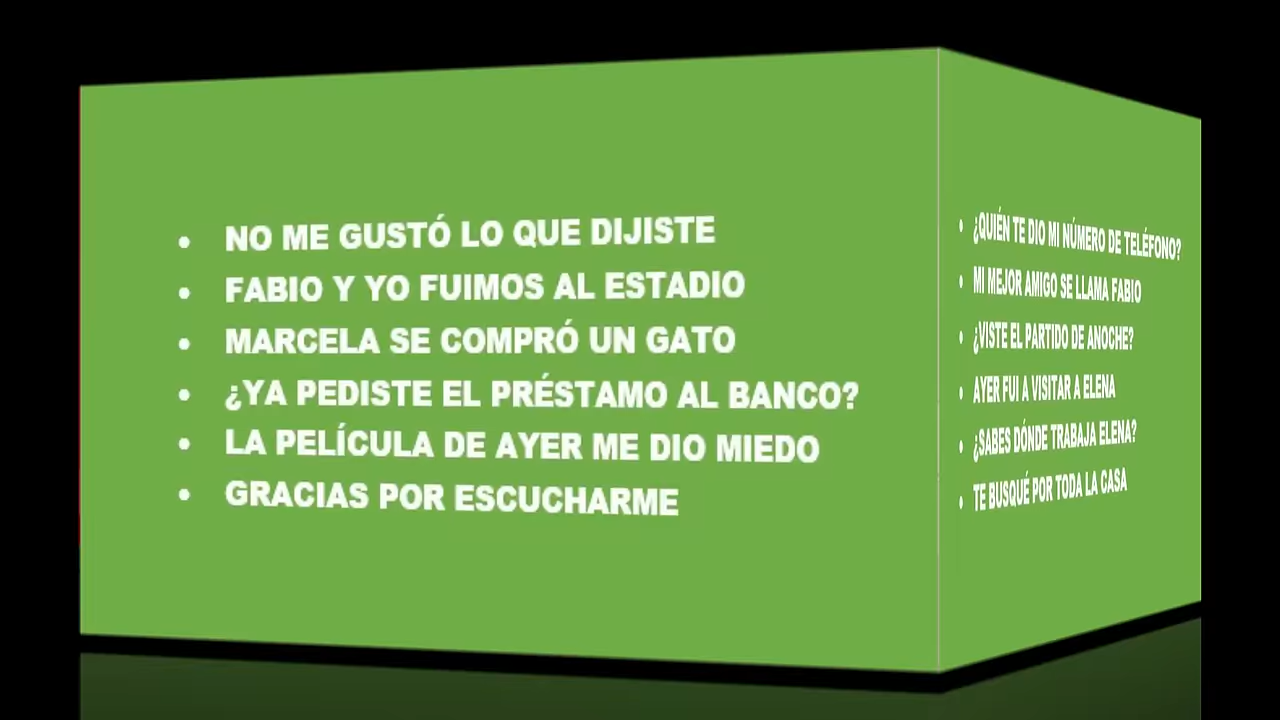 • NO ME GUSTÓ LO QUE DIJISTE
• FABIO Y YO FUIMOS AL ESTADIO
• MARCELA SE COMPRÓ UN GATO
• ¿YA PEDISTE EL PRÉSTAMO AL BANCO?
• LA PELÍCULA DE AYER ME DIO MIEDO
• GRACIAS POR ESCUCHARME
• ¿QUIÉN TE DIO MI NÚMERO DE TELÉFONO?
• MI MEJOR AMIGO SE LLAMA FABIO
• ¿VISTE EL PARTIDO DE ANOCHE?
• AYER FUI A VISITAR A ELENA
• ¿SABES DÓNDE TRABAJA ELENA?
• TE BUSQUÉ POR TODA LA CASA